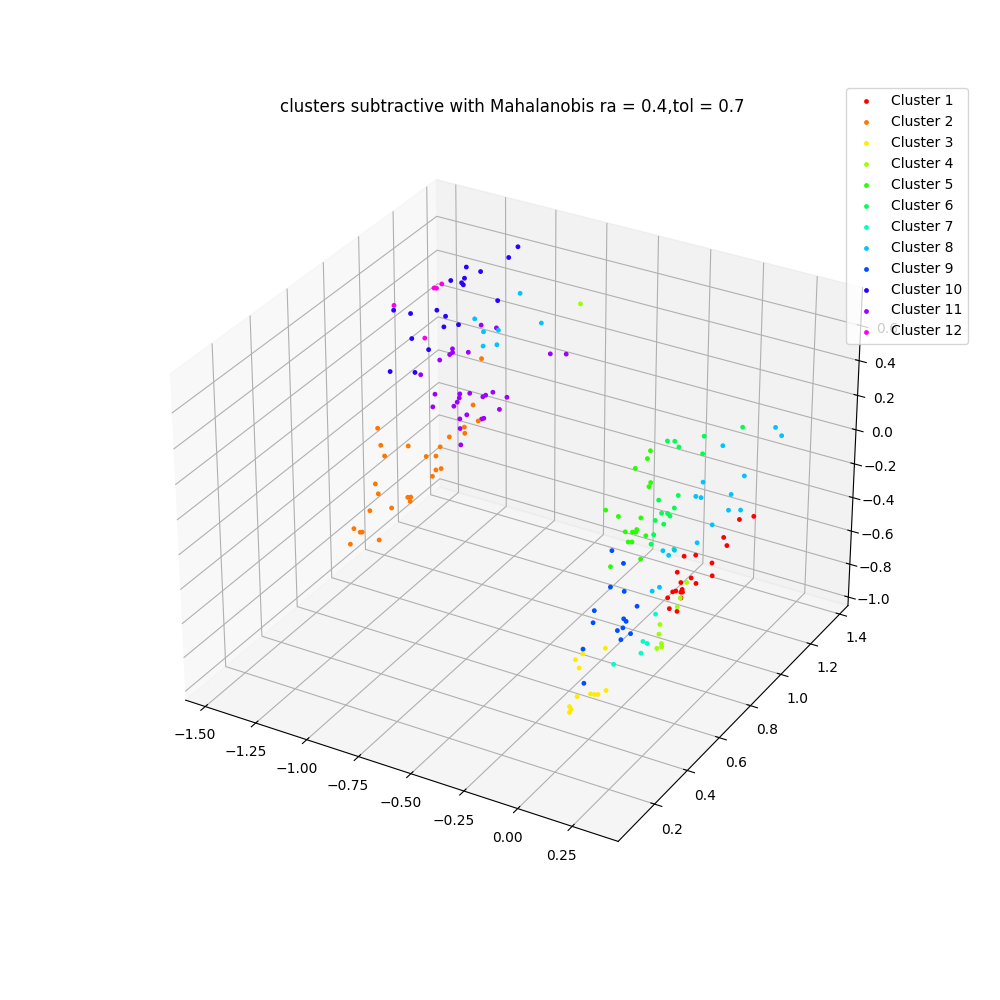 clusters subtractive with Mahalanobis ra = 0.4,tol = 0.7
Cluster 1
Cluster 2
Cluster 3
Cluster 4
Cluster 5
Cluster 6
Cluster 7
Cluster 8
Cluster 9
Cluster 10
Cluster 11
Cluster 12
0.4
0.2
0.0
−0.2
−0.4
−0.6
−0.8
−1.0
1.4
1.2
1.0
0.8
0.6
0.4
0.2
−1.50
−1.25
−1.00
−0.75
−0.50
−0.25
0.00
0.25